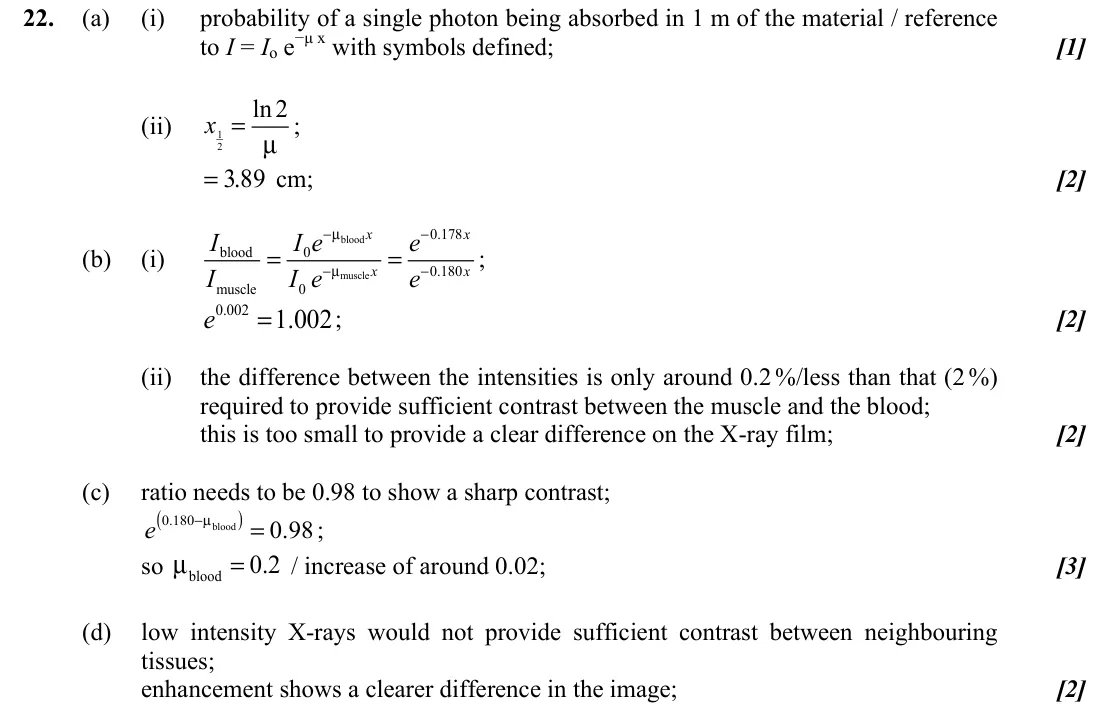 22. (a) (i) probability of a single photon being absorbed in 1 m of the material / reference
to I = Iₒ e^(−μ x) with symbols defined; [1]
(ii) x_(1/2) = ln 2 / μ ;
= 3.89 cm; [2]
(b) (i) I_blood / I_muscle = I₀e^(−μ_blood x) / I₀ e^(−μ_muscle x) = e^(−0.178x) / e^(−0.180x) ;
e^(0.002) = 1.002; [2]
(ii) the difference between the intensities is only around 0.2 %/less than that (2 %)
required to provide sufficient contrast between the muscle and the blood;
this is too small to provide a clear difference on the X-ray film; [2]
(c) ratio needs to be 0.98 to show a sharp contrast;
e^(0.180−μ_blood) = 0.98 ;
so μ_blood = 0.2 / increase of around 0.02; [3]
(d) low intensity X-rays would not provide sufficient contrast between neighbouring
tissues;
enhancement shows a clearer difference in the image; [2]